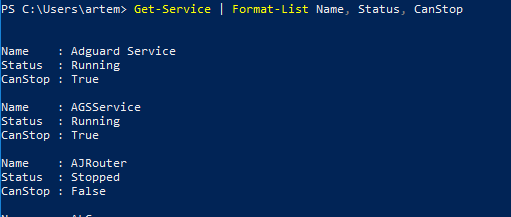 PS C:\Users\artem> Get-Service | Format-List Name, Status, CanStop
Name    : Adguard Service
Status  : Running
CanStop : True
Name    : AGSService
Status  : Running
CanStop : True
Name    : AJRouter
Status  : Stopped
CanStop : False